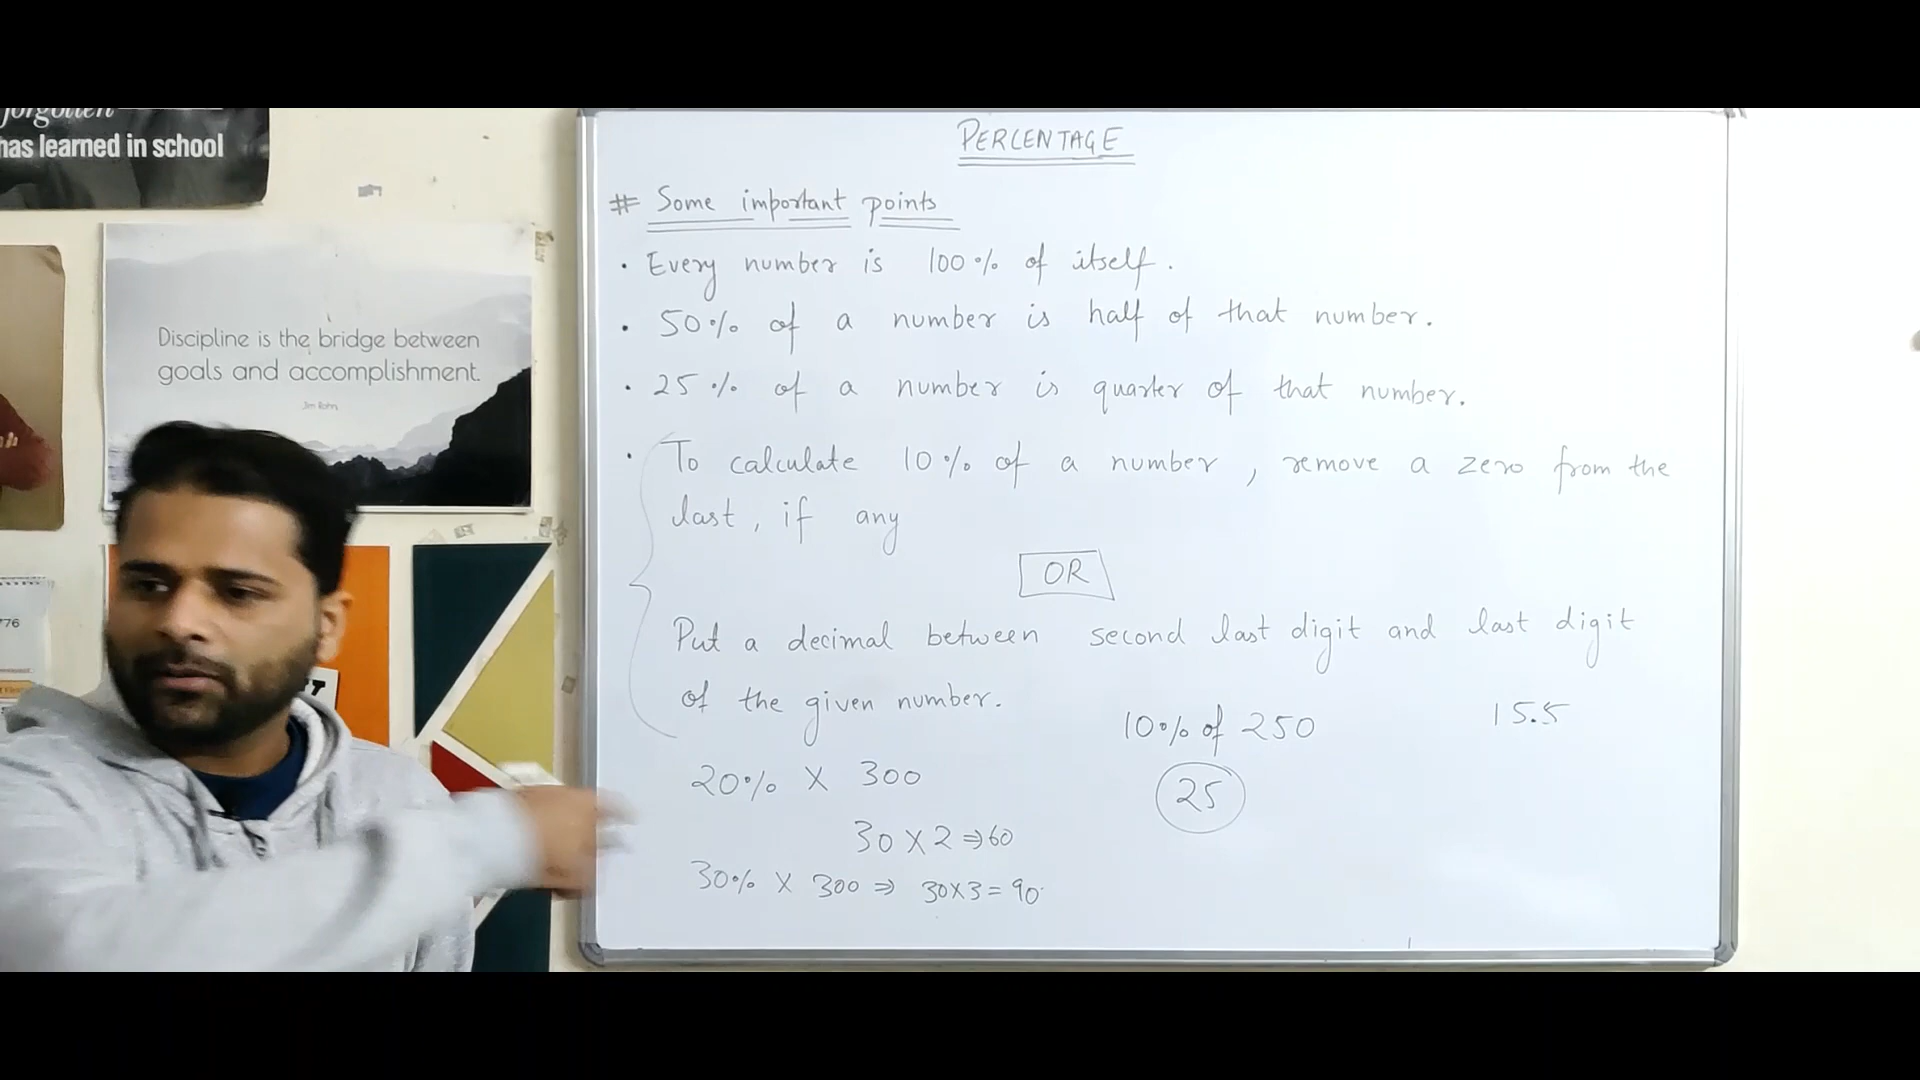 forgotten
has learned in school
Discipline is the bridge between
goals and accomplishment.
Jim Rohn
776
PERCENTAGE
# Some important points
. Every number is 100% of itself.
. 50% of a number is half of that number.
. 25% of a number is quarter of that number.
. To calculate 10% of a number, remove a zero from the
last, if any
OR
Put a decimal between second last digit and last digit
of the given number.
10% of 250
15.5
20% X 300
25
30 X 2 ⇒ 60
30% X 300 ⇒ 30X3 = 90